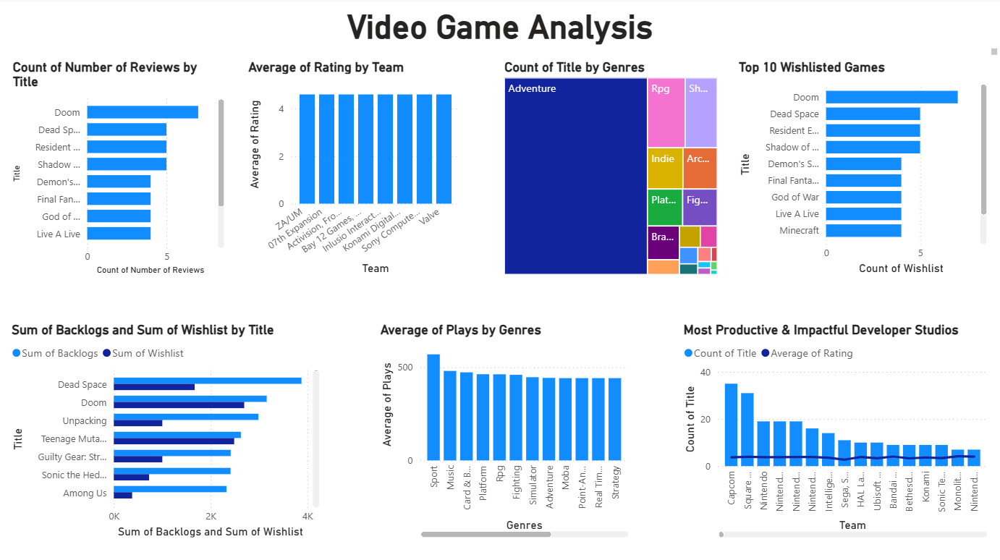 Video Game Analysis
Count of Number of Reviews by
Title
Doom
Dead Sp...
Resident ...
Shadow ...
Demon's...
Final Fan...
God of ...
Live A Live
Title
0
5
Count of Number of Reviews
Average of Rating by Team
Average of Rating
4
2
0
ZA/UM
07th Expansion
Activision, Fro...
Bay 12 Games, ...
Inlusio Interact...
Konami Digital...
Sony Compute...
Valve
Team
Count of Title by Genres
Adventure
Rpg
Sh...
Indie
Arc...
Plat...
Fig...
Bra...
Top 10 Wishlisted Games
Doom
Dead Space
Resident E...
Shadow of ...
Demon's S...
Final Fanta...
God of War
Live A Live
Minecraft
Title
0
5
Count of Wishlist
Sum of Backlogs and Sum of Wishlist by Title
Sum of Backlogs
Sum of Wishlist
Dead Space
Doom
Unpacking
Teenage Muta...
Guilty Gear: Str...
Sonic the Hed...
Among Us
Title
0K
2K
4K
Sum of Backlogs and Sum of Wishlist
Average of Plays by Genres
Average of Plays
500
0
Sport
Music
Card & B...
Platform
Rpg
Fighting
Simulator
Adventure
Moba
Point-An...
Real Tim...
Strategy
Genres
Most Productive & Impactful Developer Studios
Count of Title
Average of Rating
Count of Title
40
20
0
Capcom
Square ...
Nintendo
Nintend...
Nintend...
Nintend...
Intellige...
Sega, S...
HAL La...
Ubisoft ...
Bandai ...
Bethesd...
Konami
Sonic Te...
Monolit...
Nintend...
Team